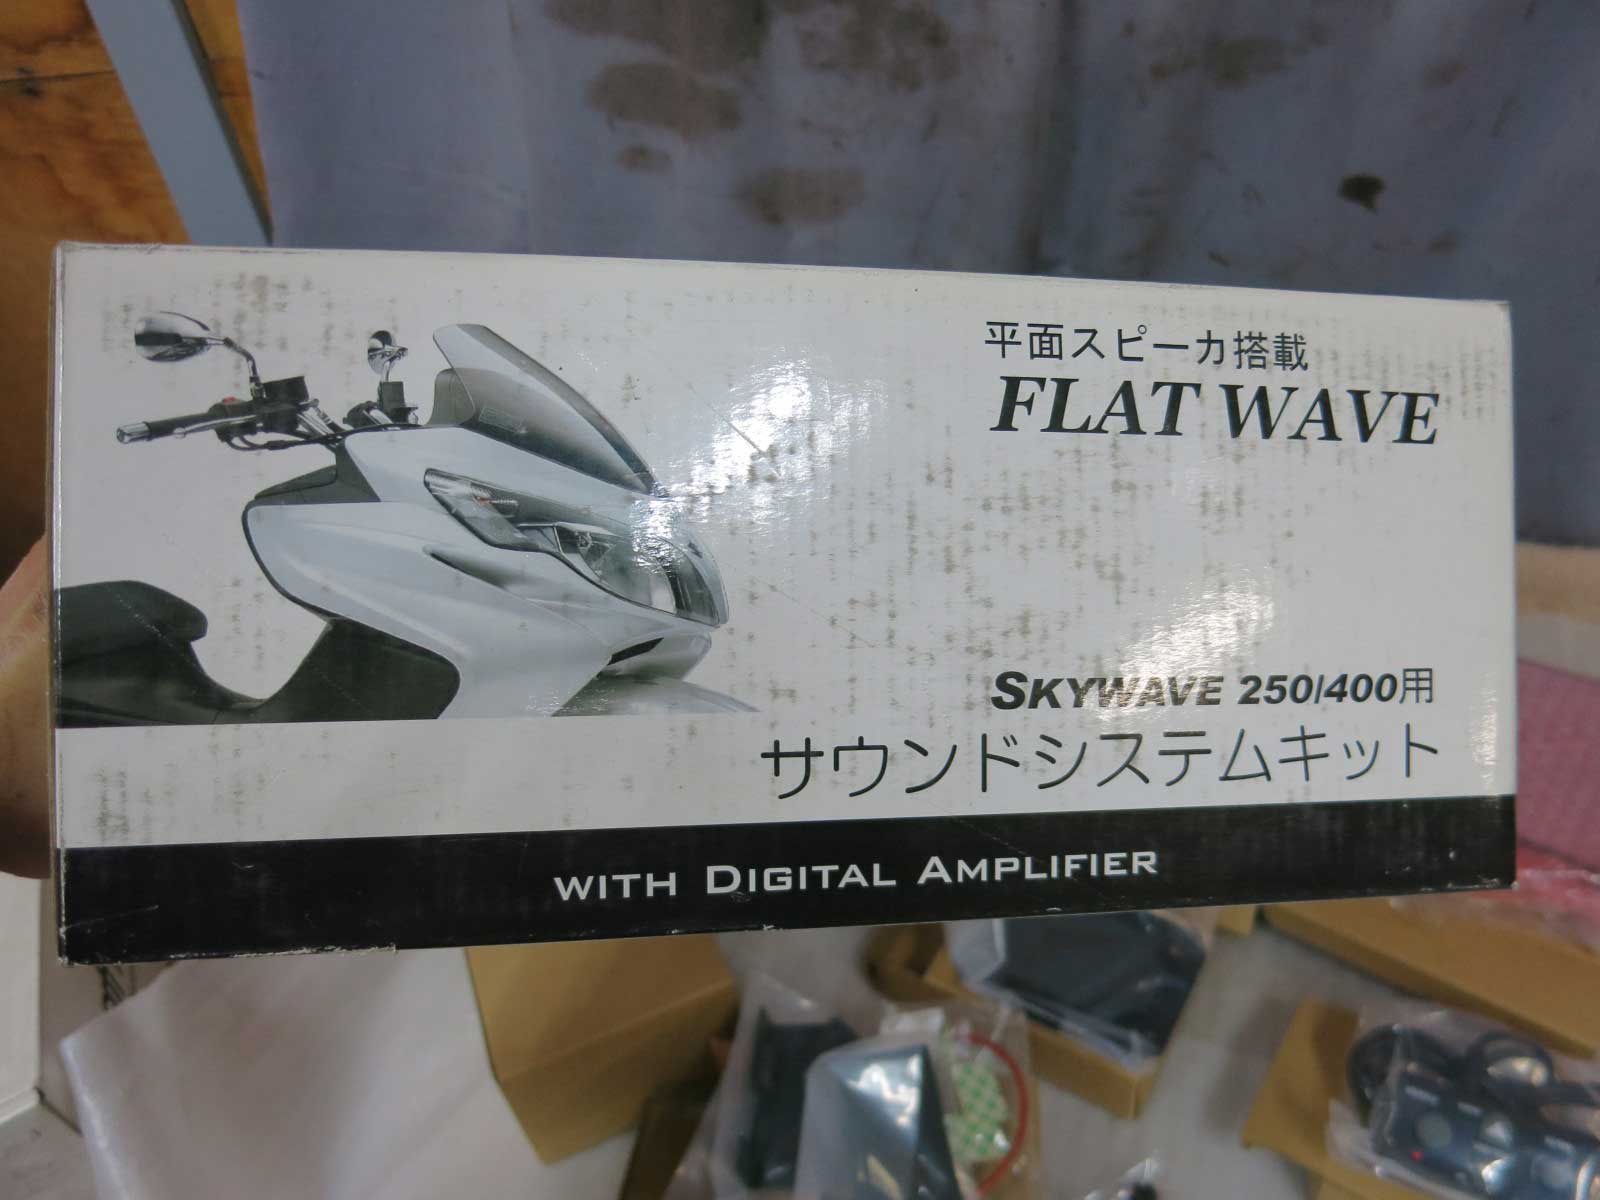 平面スピーカ搭載
FLAT WAVE
SKYWAVE 250/400用
サウンドシステムキット
WITH DIGITAL AMPLIFIER